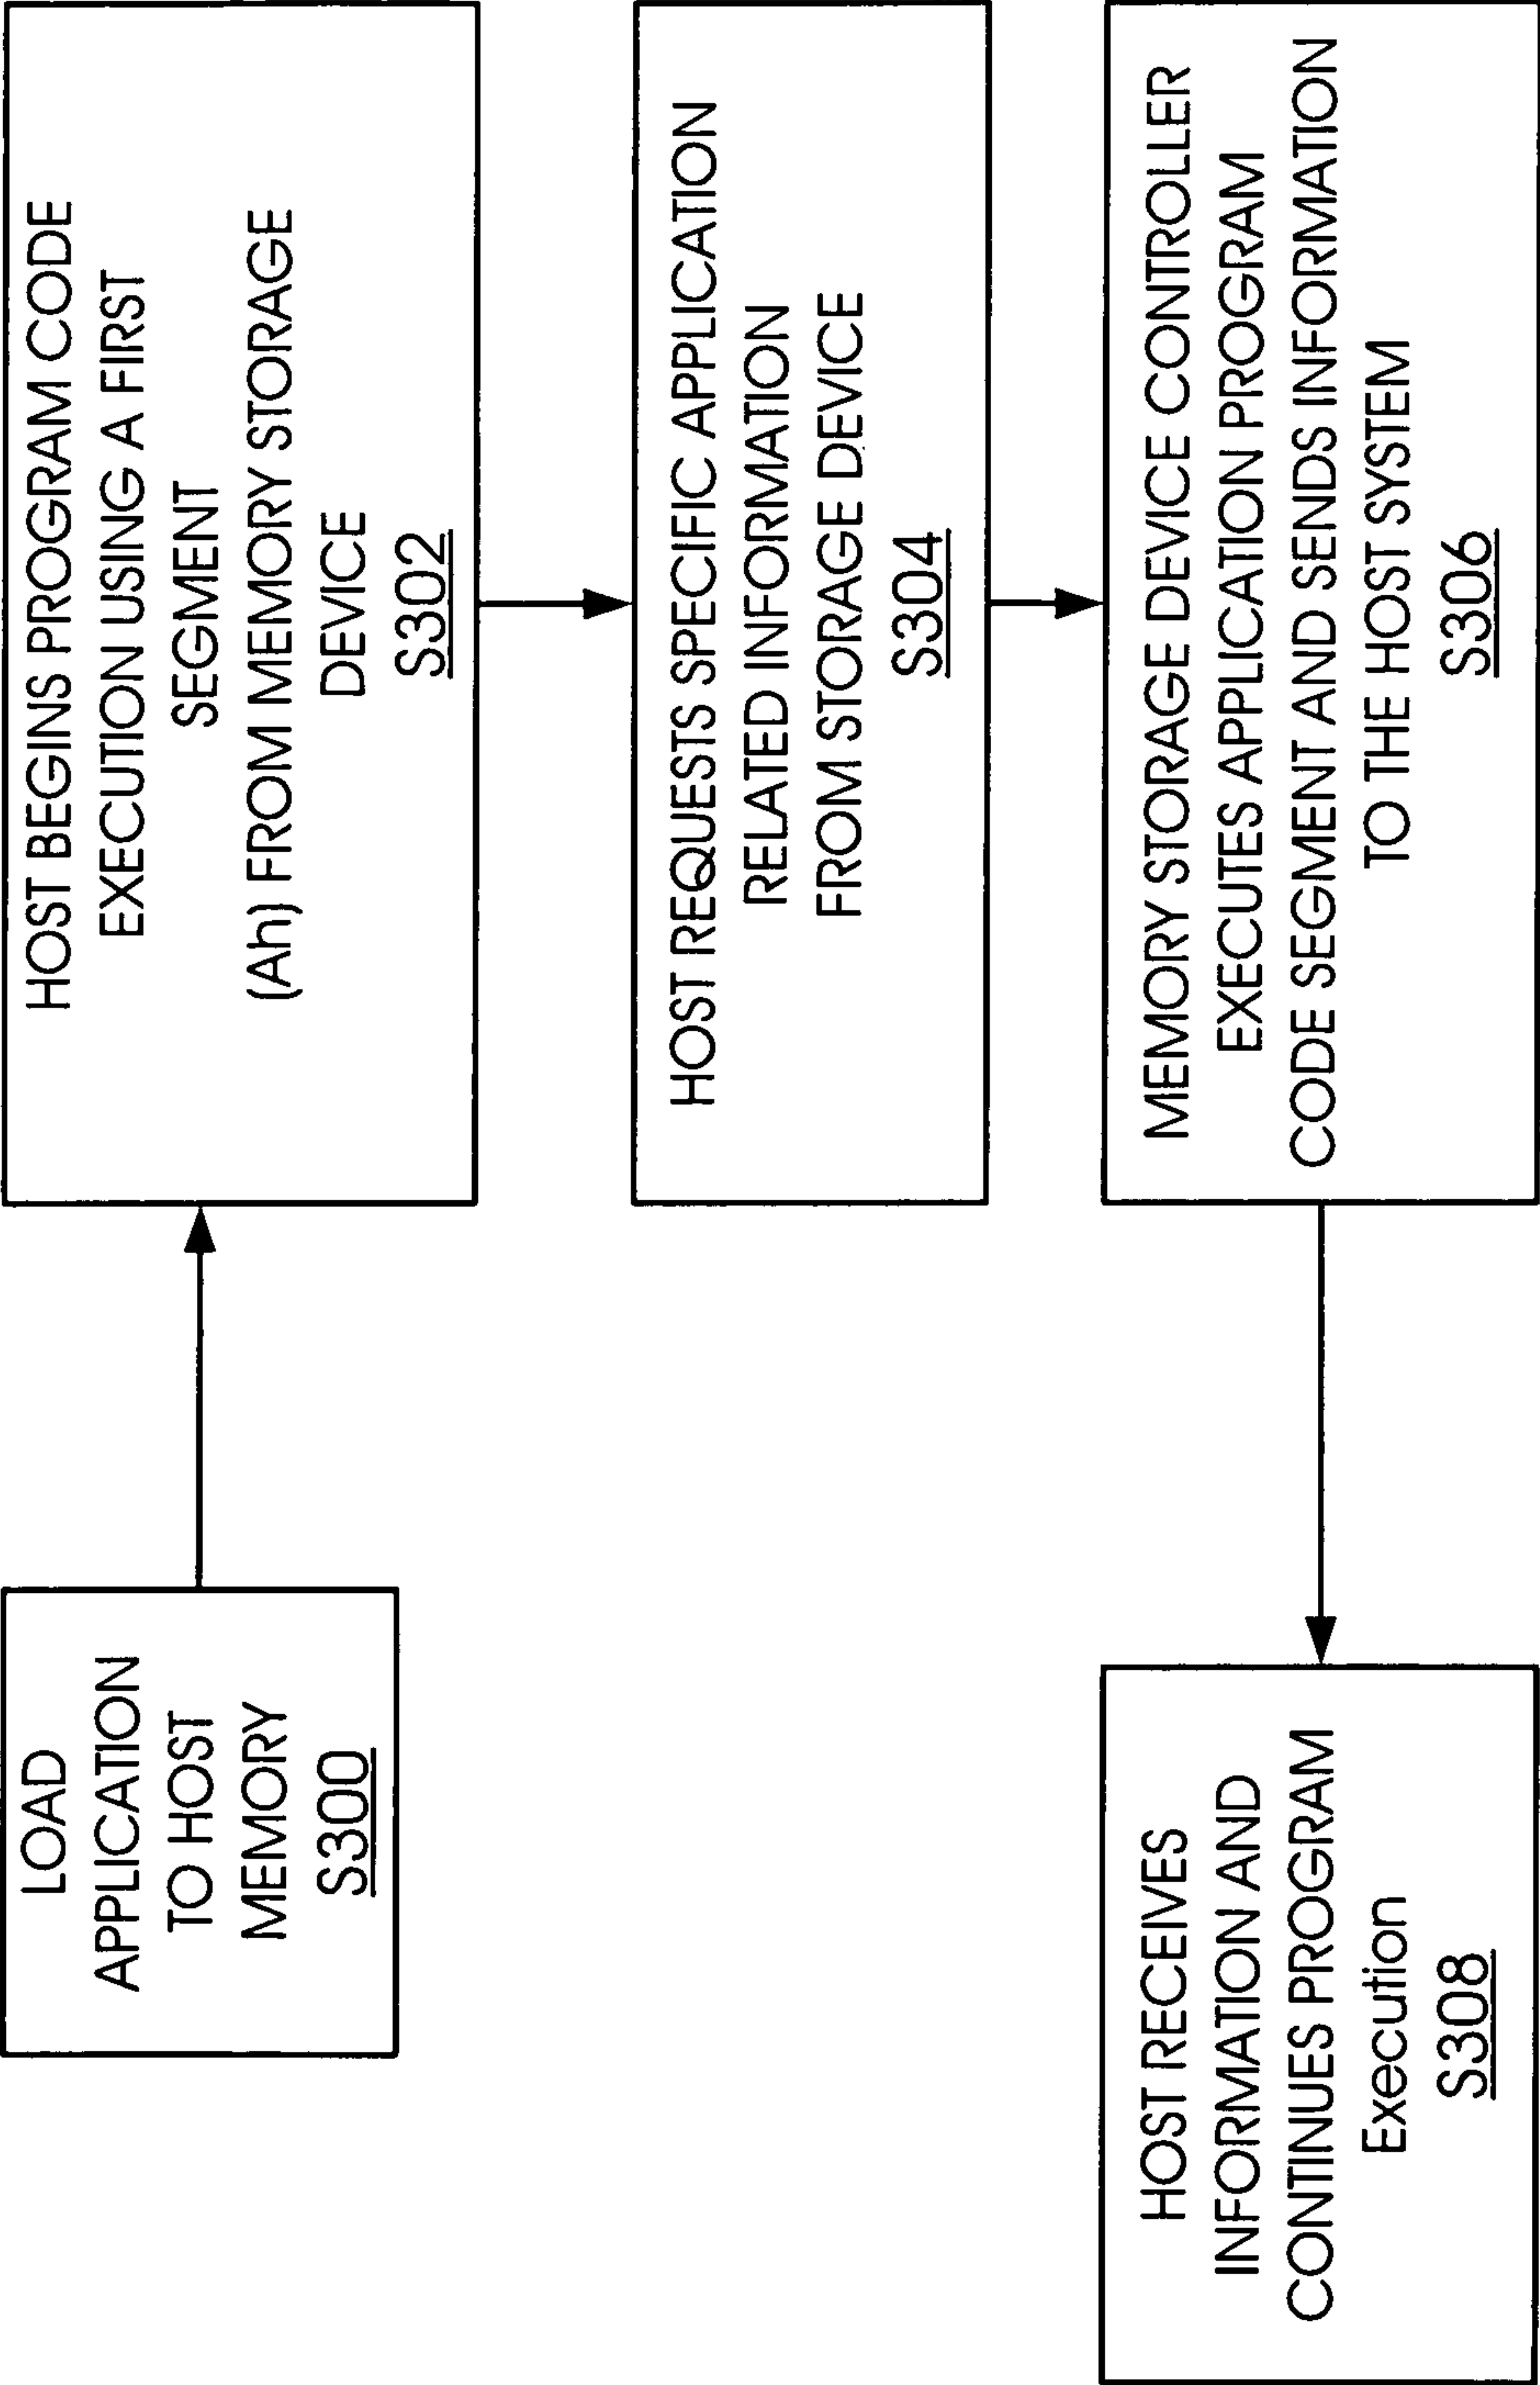 LOAD
APPLICATION
TO HOST
MEMORY
S300
HOST BEGINS PROGRAM CODE
EXECUTION USING A FIRST
SEGMENT
(Ah) FROM MEMORY STORAGE
DEVICE
S302
HOST REQUESTS SPECIFIC APPLICATION
RELATED INFORMATION
FROM STORAGE DEVICE
S304
MEMORY STORAGE DEVICE CONTROLLER
EXECUTES APPLICATION PROGRAM
CODE SEGMENT AND SENDS INFORMATION
TO THE HOST SYSTEM
S306
HOST RECEIVES
INFORMATION AND
CONTINUES PROGRAM
Execution
S308